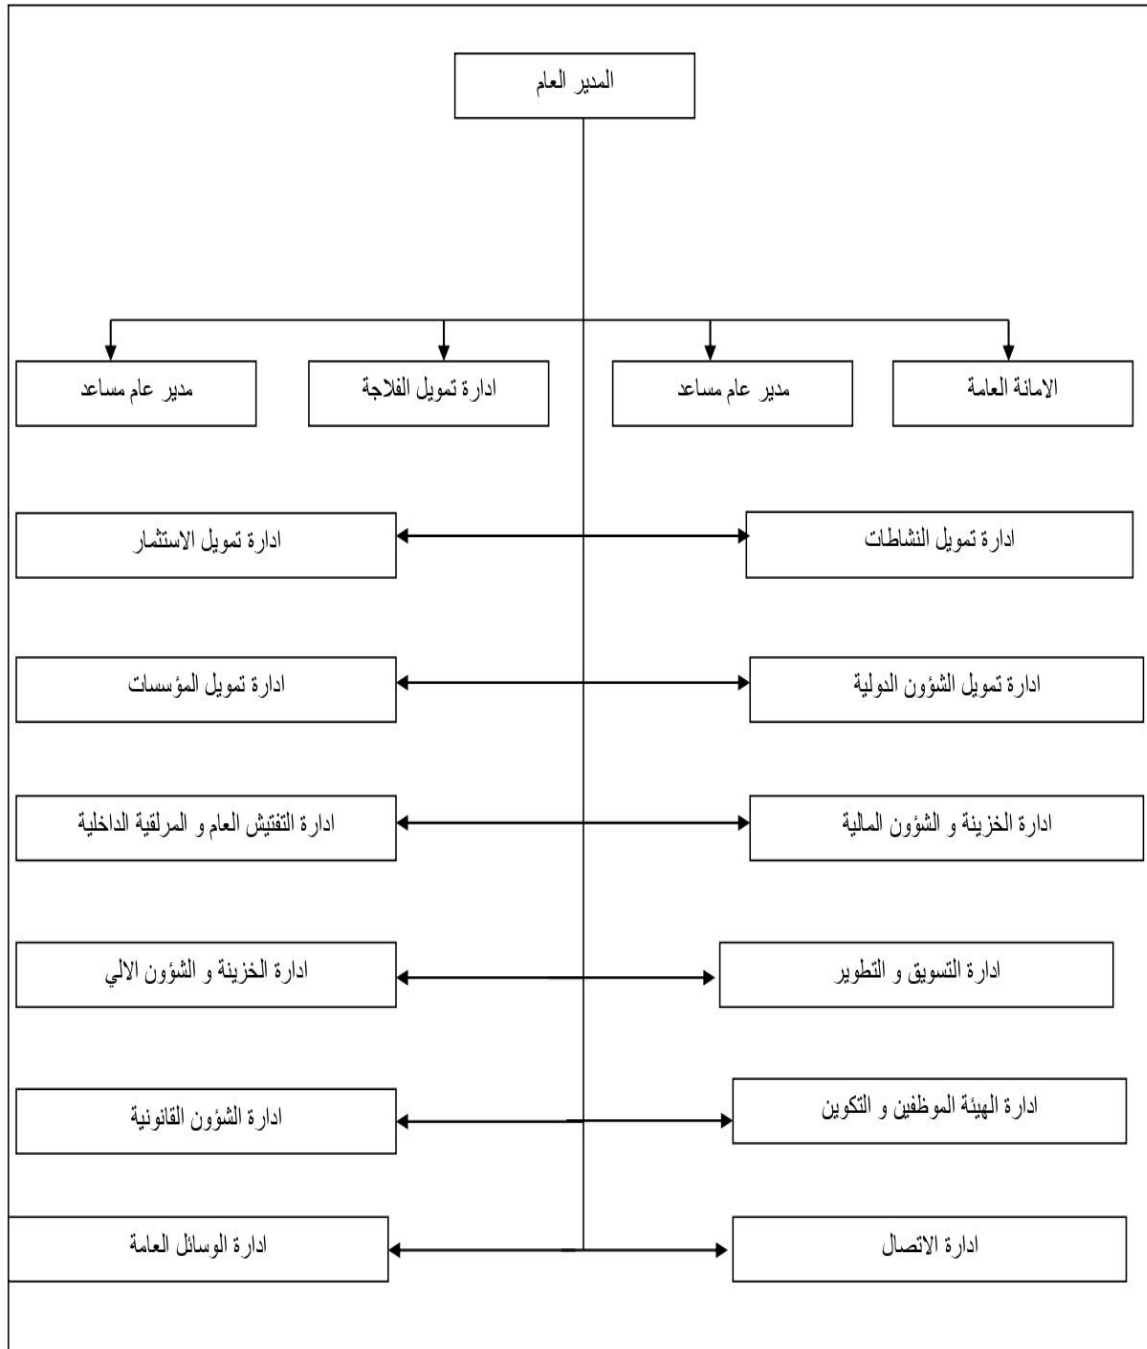 المدير العام
الامانة العامة
مدير عام مساعد
ادارة تمويل الفلاجة
مدير عام مساعد
ادارة تمويل النشاطات
ادارة تمويل الاستثمار
ادارة تمويل الشؤون الدولية
ادارة تمويل المؤسسات
ادارة الخزينة و الشؤون المالية
ادارة التفتيش العام و المرلقية الداخلية
ادارة التسويق و التطوير
ادارة الخزينة و الشؤون الالي
ادارة الهيئة الموظفين و التكوين
ادارة الشؤون القانونية
ادارة الاتصال
ادارة الوسائل العامة